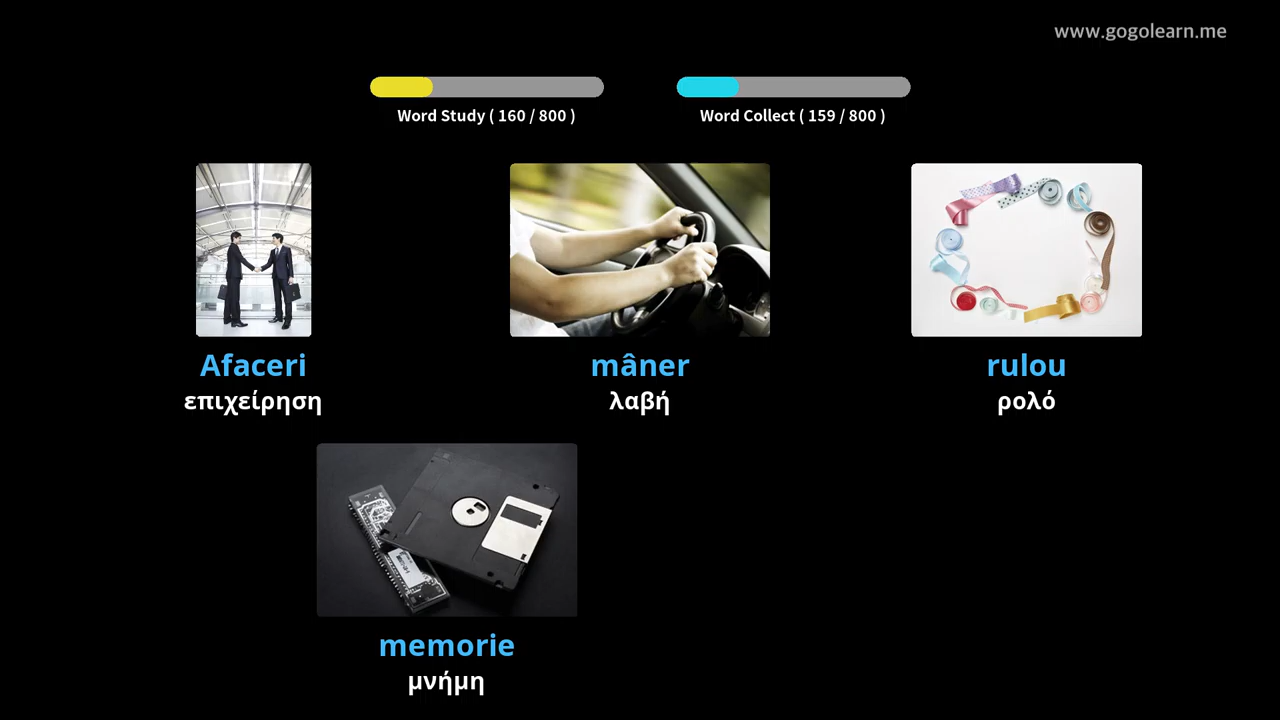 www.gogolearn.me
Word Study ( 160 / 800 )
Word Collect ( 159 / 800 )
Afaceri
επιχείρηση
mâner
λαβή
rulou
ρολό
memorie
μνήμη